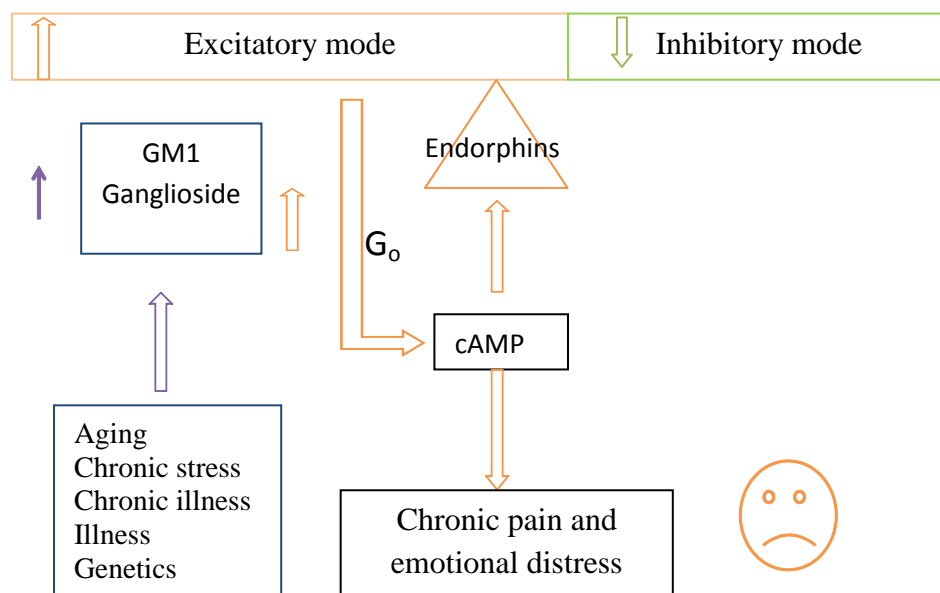 Excitatory mode
Inhibitory mode
GM1
Ganglioside
Endorphins
Go
cAMP
Aging
Chronic stress
Chronic illness
Illness
Genetics
Chronic pain and
emotional distress